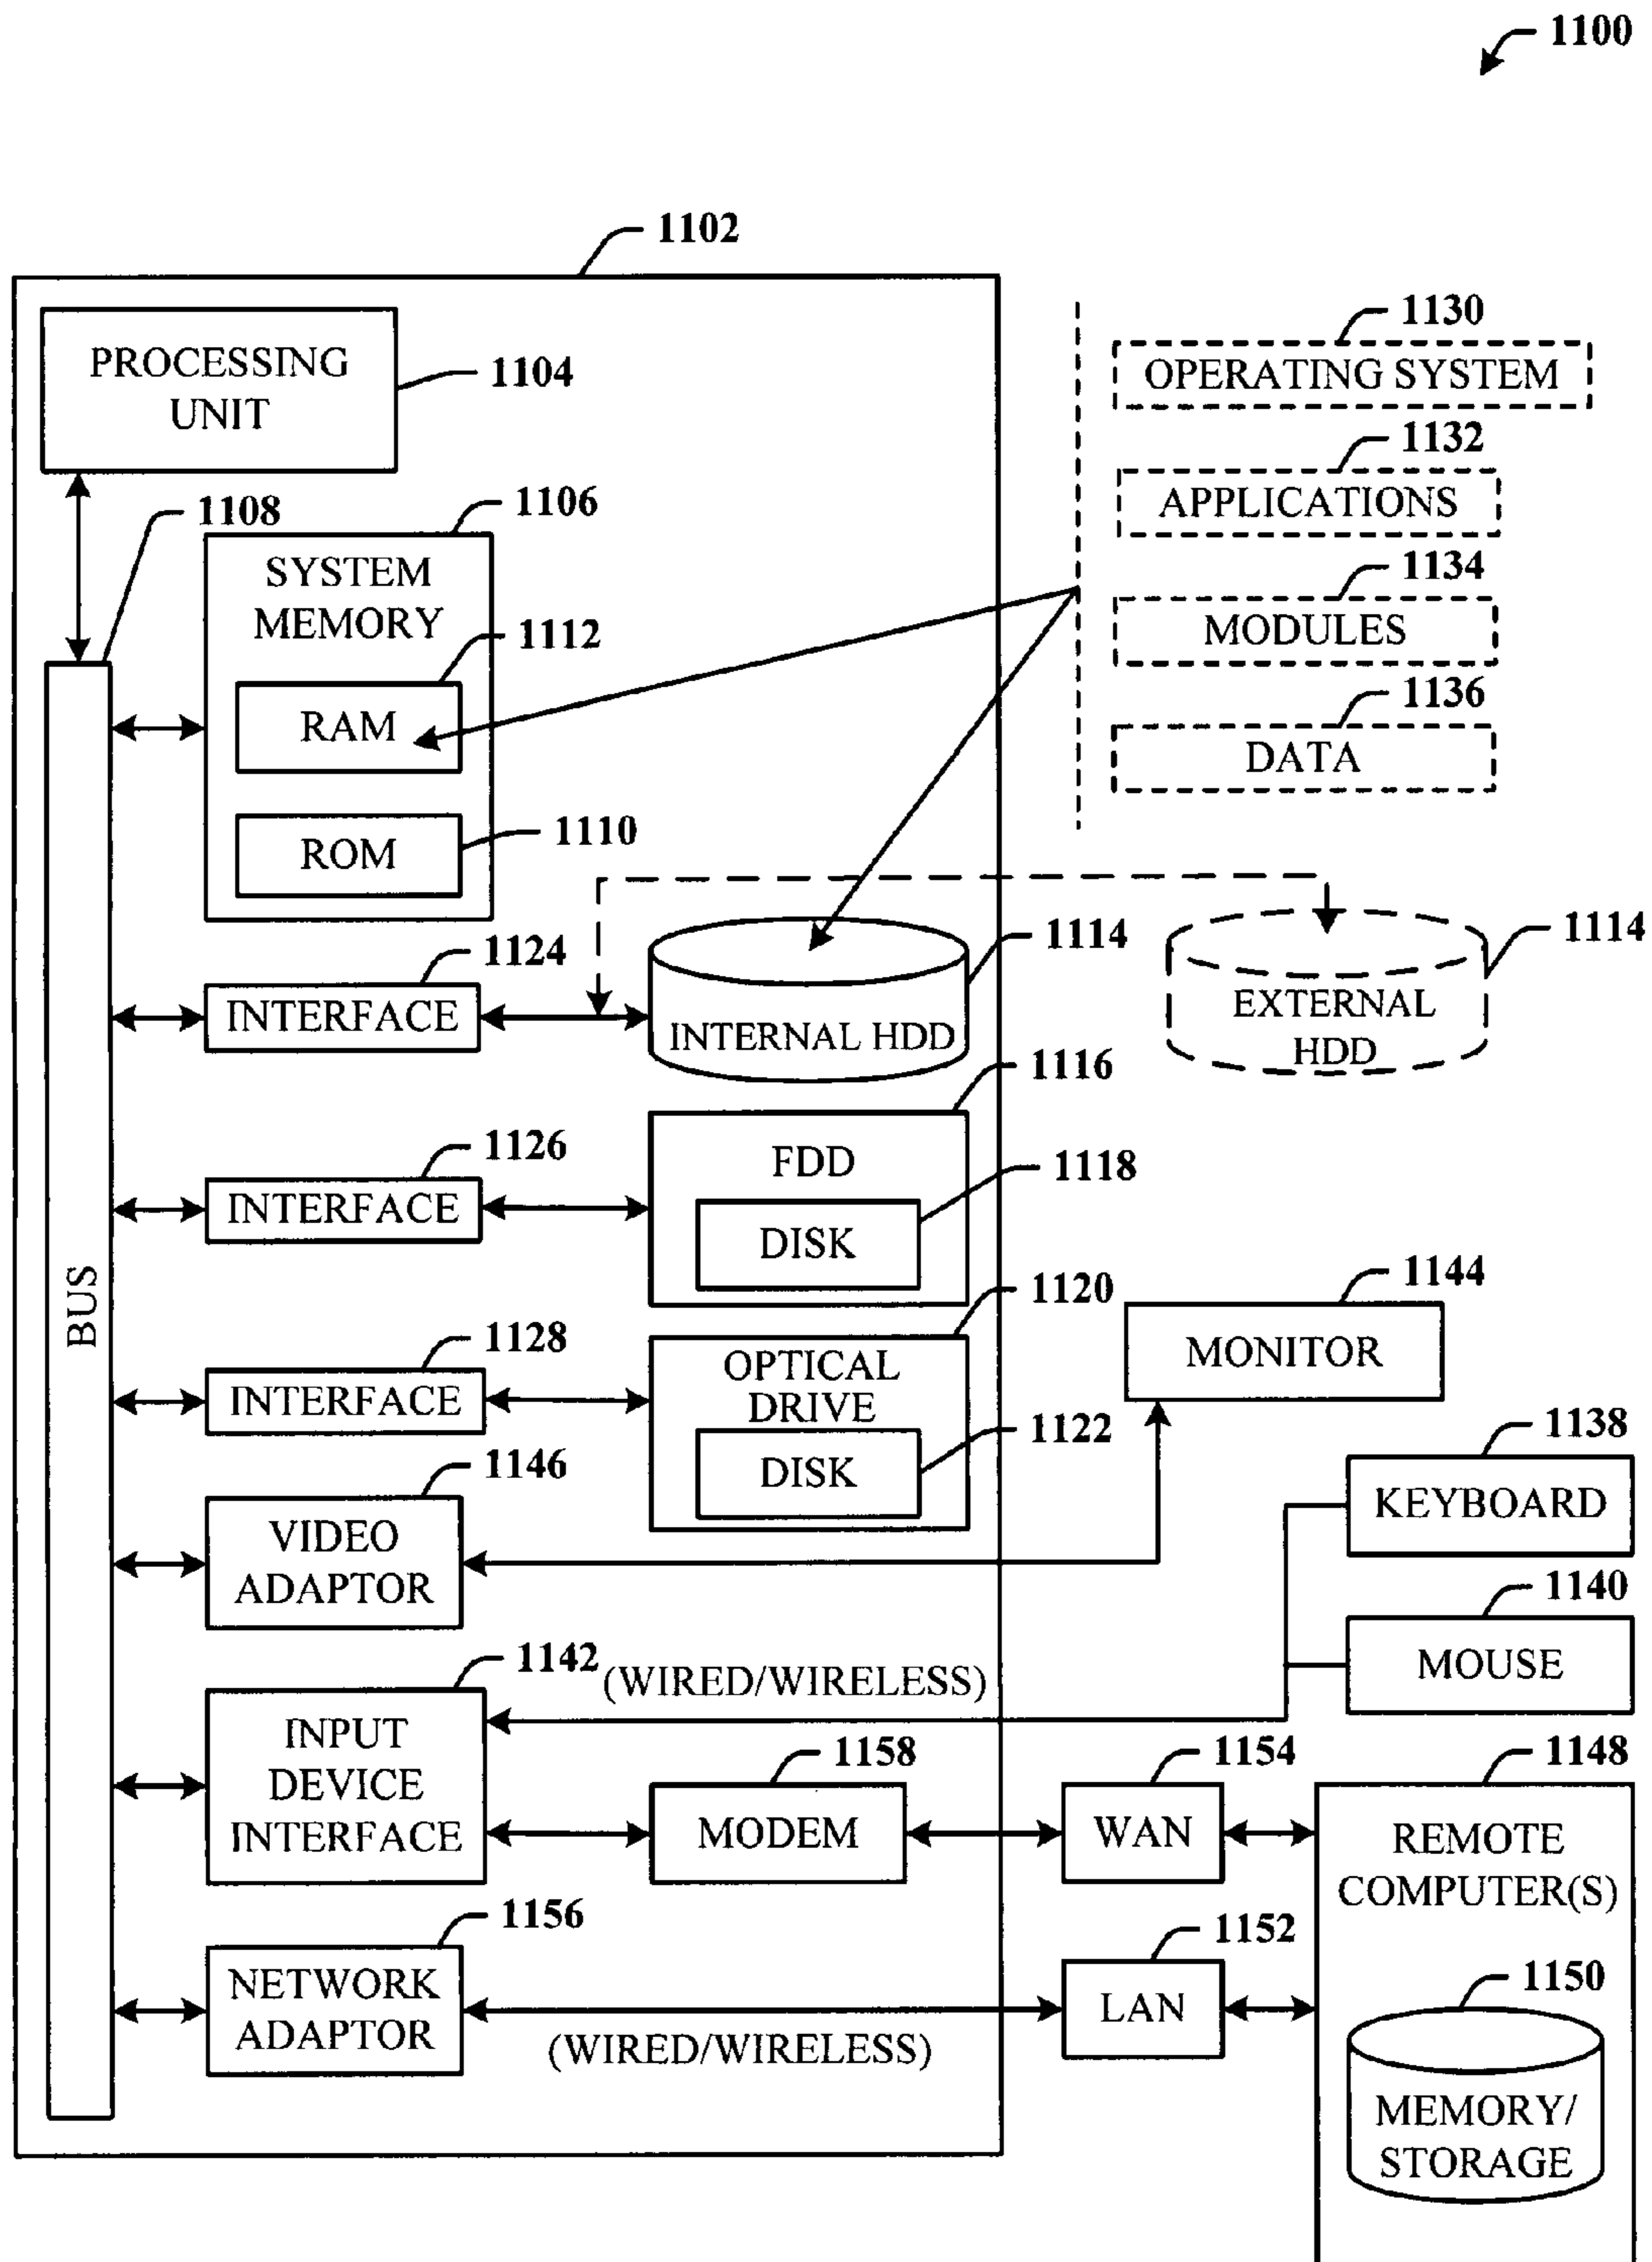 1100
1102
PROCESSING
UNIT
1104
1130
OPERATING SYSTEM
1132
APPLICATIONS
1134
MODULES
1136
DATA
1108
1106
SYSTEM
MEMORY
1112
RAM
1110
ROM
BUS
1124
INTERFACE
1114
INTERNAL HDD
1114
EXTERNAL
HDD
1126
INTERFACE
1116
FDD
1118
DISK
1128
INTERFACE
1120
OPTICAL
DRIVE
1122
DISK
1144
MONITOR
1146
VIDEO
ADAPTOR
1138
KEYBOARD
1140
MOUSE
1142
(WIRED/WIRELESS)
INPUT
DEVICE
INTERFACE
1158
MODEM
1154
WAN
1148
REMOTE
COMPUTER(S)
1156
NETWORK
ADAPTOR
(WIRED/WIRELESS)
1152
LAN
1150
MEMORY/
STORAGE